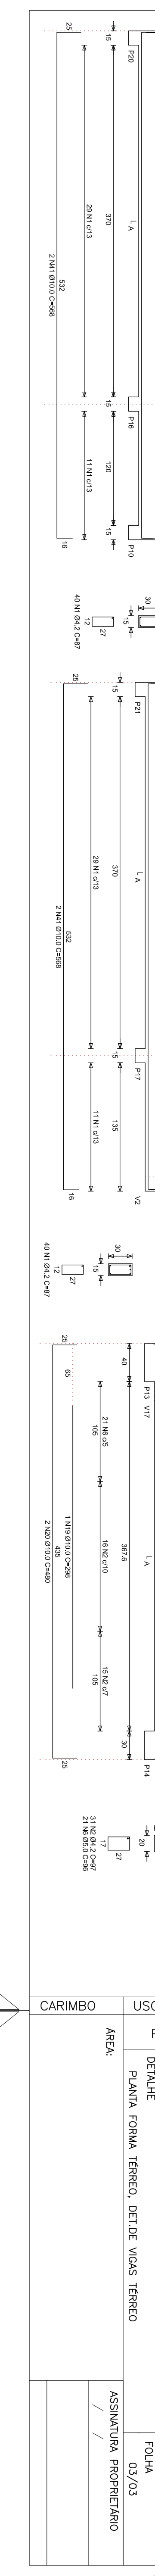 P20
15
L A
370
29 N1 c/13
25
532
2 N41 Ø10.0 C=568
P16
15
120
11 N1 c/13
15
P10
16
30
15
12
27
40 N1 Ø4.2 C=87
P21
15
L A
370
29 N1 c/13
25
532
2 N41 Ø10.0 C=568
P17
15
135
11 N1 c/13
V2
16
30
15
12
27
40 N1 Ø4.2 C=87
P13 V17
40
L A
367.6
21 N6 c/5
105
16 N2 c/10
15 N2 c/7
105
30
P14
25
65
1 N19 Ø10.0 C=298
435
2 N20 Ø10.0 C=480
25
20
17
27
31 N2 Ø4.2 C=97
21 N6 Ø5.0 C=96
CARIMBO
DETALHE
PLANTA FORMA TÉRREO, DET.DE VIGAS TÉRREO
FOLHA
03/03
ÁREA:
ASSINATURA PROPRIETÁRIO
/ /